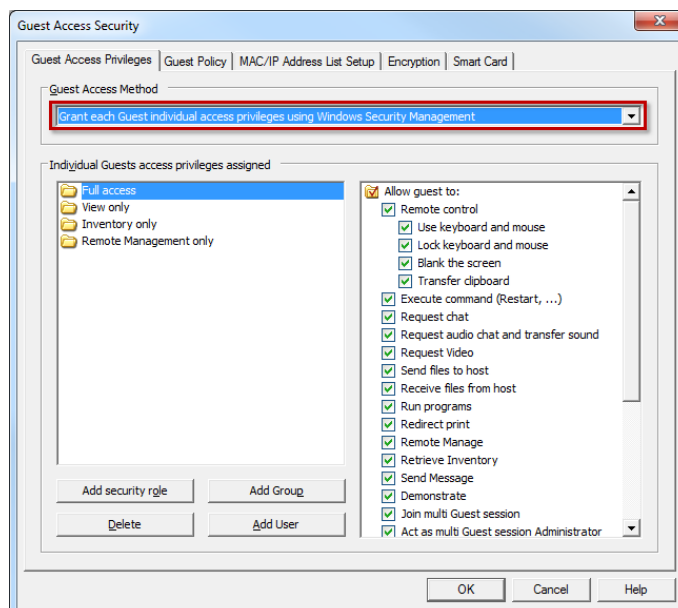 Guest Access Security
Guest Access Privileges
Guest Policy
MAC/IP Address List Setup
Encryption
Smart Card
Guest Access Method
Grant each Guest individual access privileges using Windows Security Management
Individual Guests access privileges assigned
Full access
View only
Inventory only
Remote Management only
Add security role
Add Group
Delete
Add User
Allow guest to:
Remote control
Use keyboard and mouse
Lock keyboard and mouse
Blank the screen
Transfer clipboard
Execute command (Restart, ...)
Request chat
Request audio chat and transfer sound
Request Video
Send files to host
Receive files from host
Run programs
Redirect print
Remote Manage
Retrieve Inventory
Send Message
Demonstrate
Join multi Guest session
Act as multi Guest session Administrator
OK
Cancel
Help